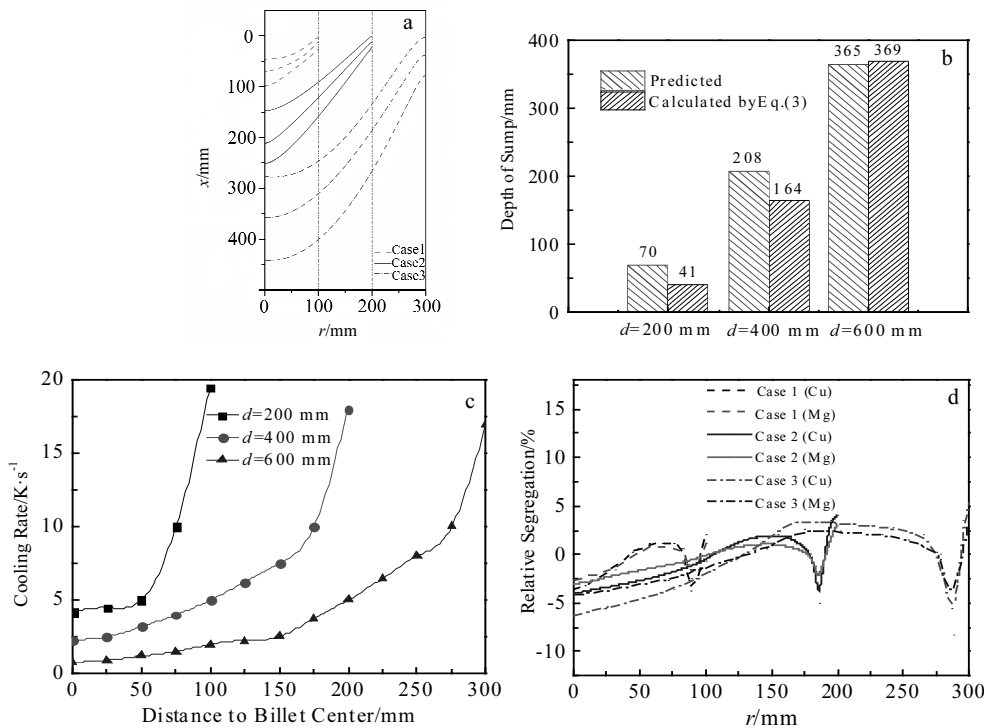 a
0
100
200
300
400
x/mm
Case1
Case2
Case3
0 100 200 300
r/mm
b
400
300
200
100
0
Depth of Sump/mm
Predicted
Calculated byEq.(3)
70
41
208
164
365
369
d=200 mm d=400 mm d=600 mm
c
20
15
10
5
0
Cooling Rate/K·s-1
d=200 mm
d=400 mm
d=600 mm
0 50 100 150 200 250 300
Distance to Billet Center/mm
d
15
10
5
0
-5
-10
Relative Segregation/%
Case 1 (Cu)
Case 1 (Mg)
Case 2 (Cu)
Case 2 (Mg)
Case 3 (Cu)
Case 3 (Mg)
0 50 100 150 200 250 300
r/mm